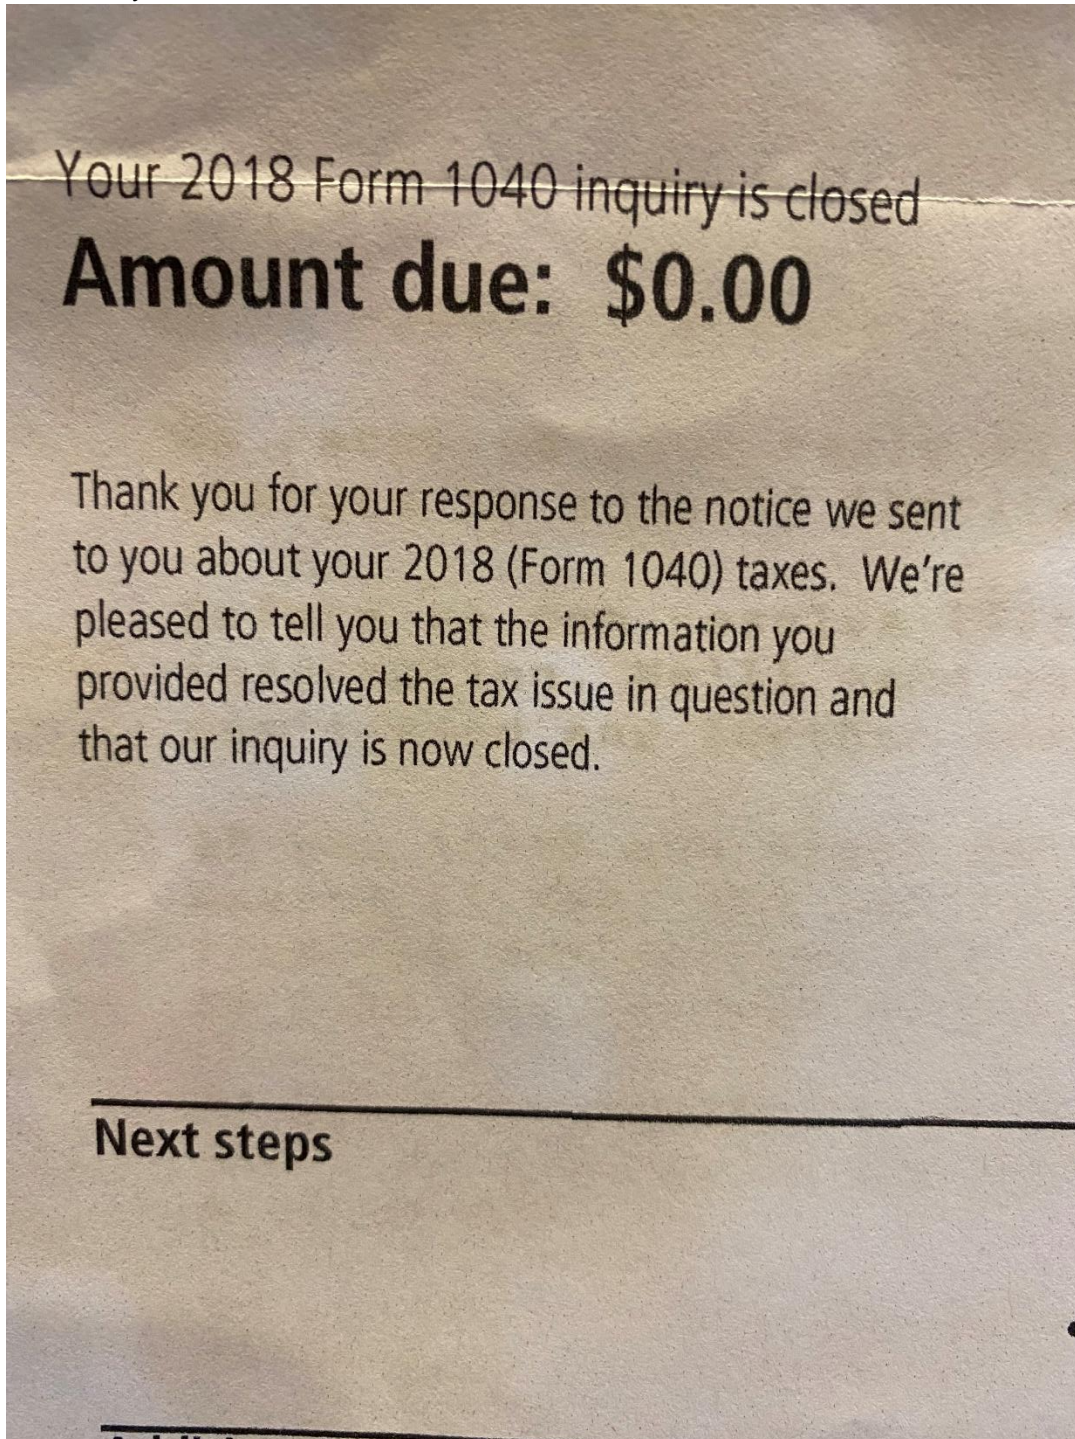 Your 2018 Form 1040 inquiry is closed
Amount due: $0.00
Thank you for your response to the notice we sent
to you about your 2018 (Form 1040) taxes. We're
pleased to tell you that the information you
provided resolved the tax issue in question and
that our inquiry is now closed.
Next steps